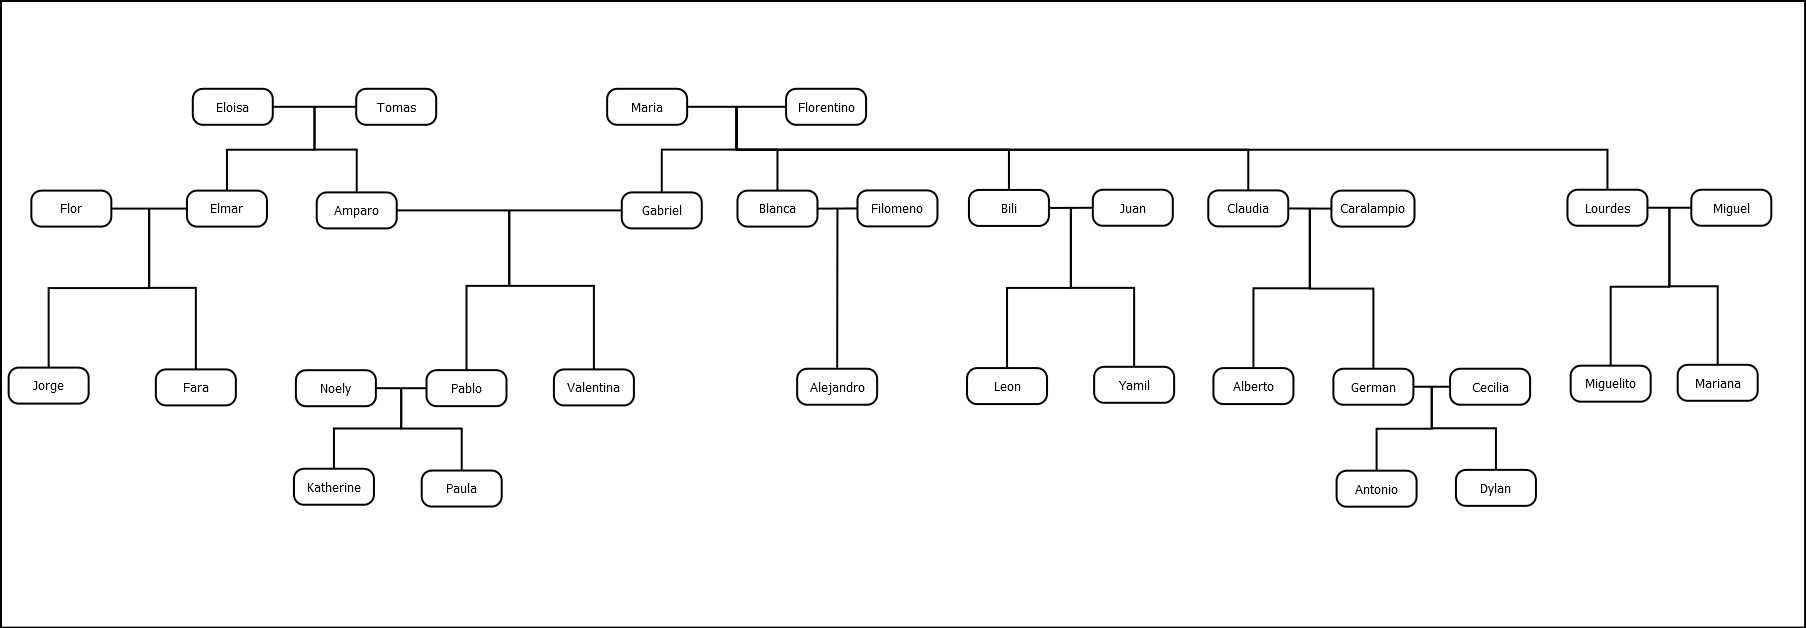 Eloisa
Tomas
Maria
Florentino
Flor
Elmar
Amparo
Gabriel
Blanca
Filomeno
Bili
Juan
Claudia
Caralampio
Lourdes
Miguel
Jorge
Fara
Noely
Pablo
Valentina
Alejandro
Leon
Yamil
Alberto
German
Cecilia
Miguelito
Mariana
Katherine
Paula
Antonio
Dylan